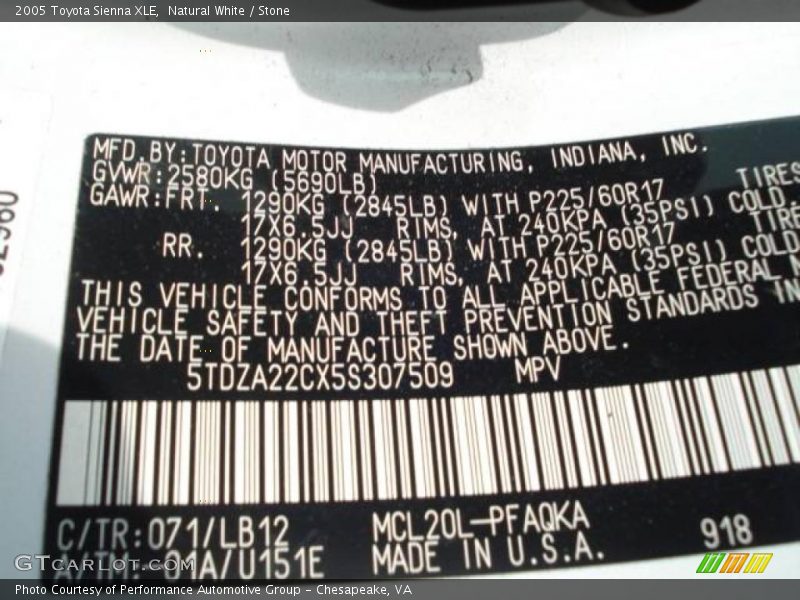 2005 Toyota Sienna XLE,  Natural White / Stone
MFD.BY:TOYOTA MOTOR MANUFACTURING, INDIANA, INC.
GVWR:2580KG (5690LB)
GAWR:FRT. 1290KG (2845LB) WITH P225/60R17 TIRES
17X6.5JJ RIMS, AT 240KPA (35PSI) COLD.
RR. 1290KG (2845LB) WITH P225/60R17 TIRE
17X6.5JJ RIMS, AT 240KPA (35PSI) COLD
THIS VEHICLE CONFORMS TO ALL APPLICABLE FEDERAL M
VEHICLE SAFETY AND THEFT PREVENTION STANDARDS IN
THE DATE OF MANUFACTURE SHOWN ABOVE.
5TDZA22CX5S307509 MPV
C/TR:071/LB12 MCL20L-PFAQKA 918
A/TM: 01A/U151E MADE IN U.S.A.
GTcarlot.com
Photo Courtesy of Performance Automotive Group - Chesapeake, VA